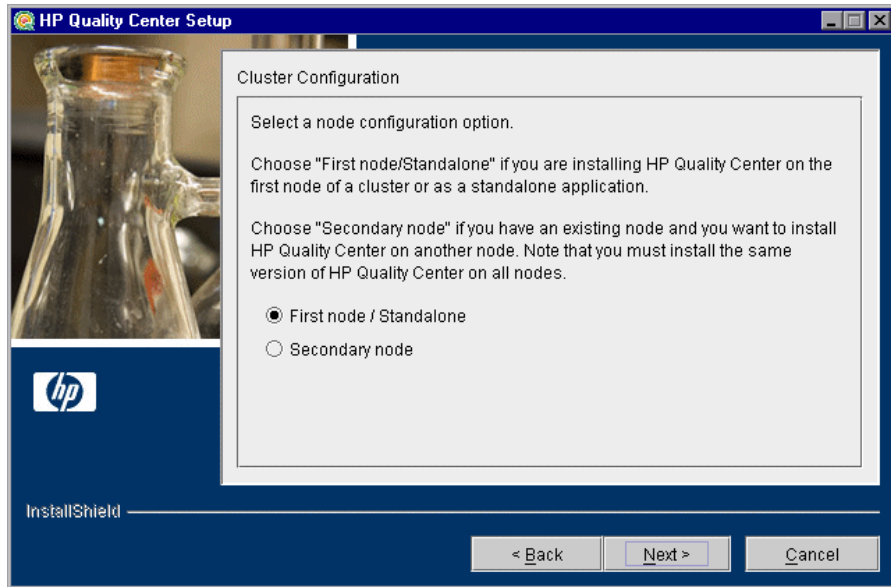 HP Quality Center Setup
Cluster Configuration
Select a node configuration option.
Choose "First node/Standalone" if you are installing HP Quality Center on the
first node of a cluster or as a standalone application.
Choose "Secondary node" if you have an existing node and you want to install
HP Quality Center on another node. Note that you must install the same
version of HP Quality Center on all nodes.
First node / Standalone
Secondary node
hp
InstallShield
< Back
Next >
Cancel